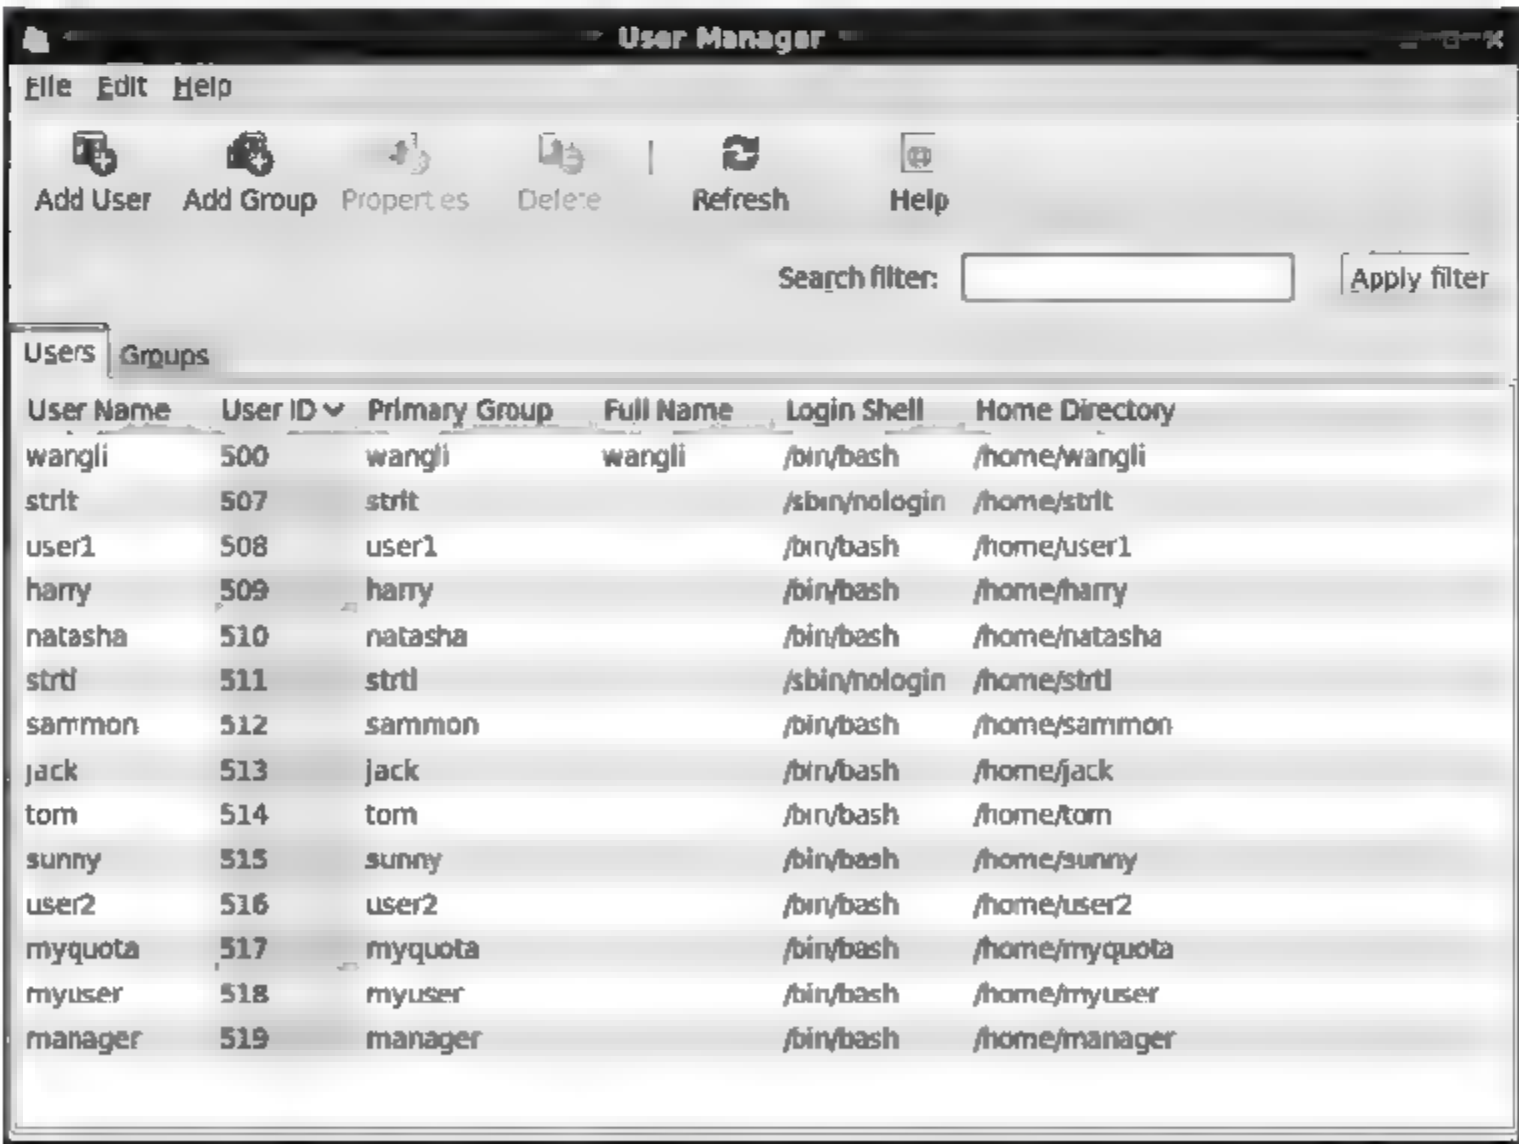 User Manager
File Edit Help
Add User Add Group Properties Delete Refresh Help
Search filter: Apply filter
Users Groups
User Name User ID Primary Group Full Name Login Shell Home Directory
wangli 500 wangli wangli /bin/bash /home/wangli
strlt 507 strlt /sbin/nologin /home/strlt
user1 508 user1 /bin/bash /home/user1
harry 509 harry /bin/bash /home/harry
natasha 510 natasha /bin/bash /home/natasha
strtl 511 strtl /sbin/nologin /home/strtl
sammon 512 sammon /bin/bash /home/sammon
jack 513 jack /bin/bash /home/jack
tom 514 tom /bin/bash /home/tom
sunny 515 sunny /bin/bash /home/sunny
user2 516 user2 /bin/bash /home/user2
myquota 517 myquota /bin/bash /home/myquota
myuser 518 myuser /bin/bash /home/myuser
manager 519 manager /bin/bash /home/manager